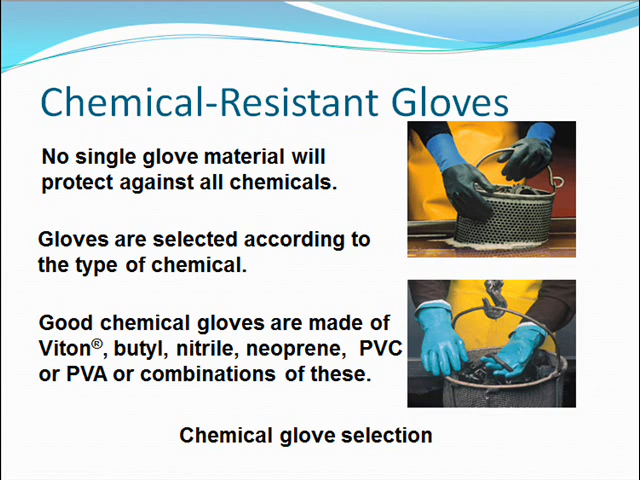 Chemical-Resistant Gloves
No single glove material will
protect against all chemicals.
Gloves are selected according to
the type of chemical.
Good chemical gloves are made of
Viton®, butyl, nitrile, neoprene, PVC
or PVA or combinations of these.
Chemical glove selection